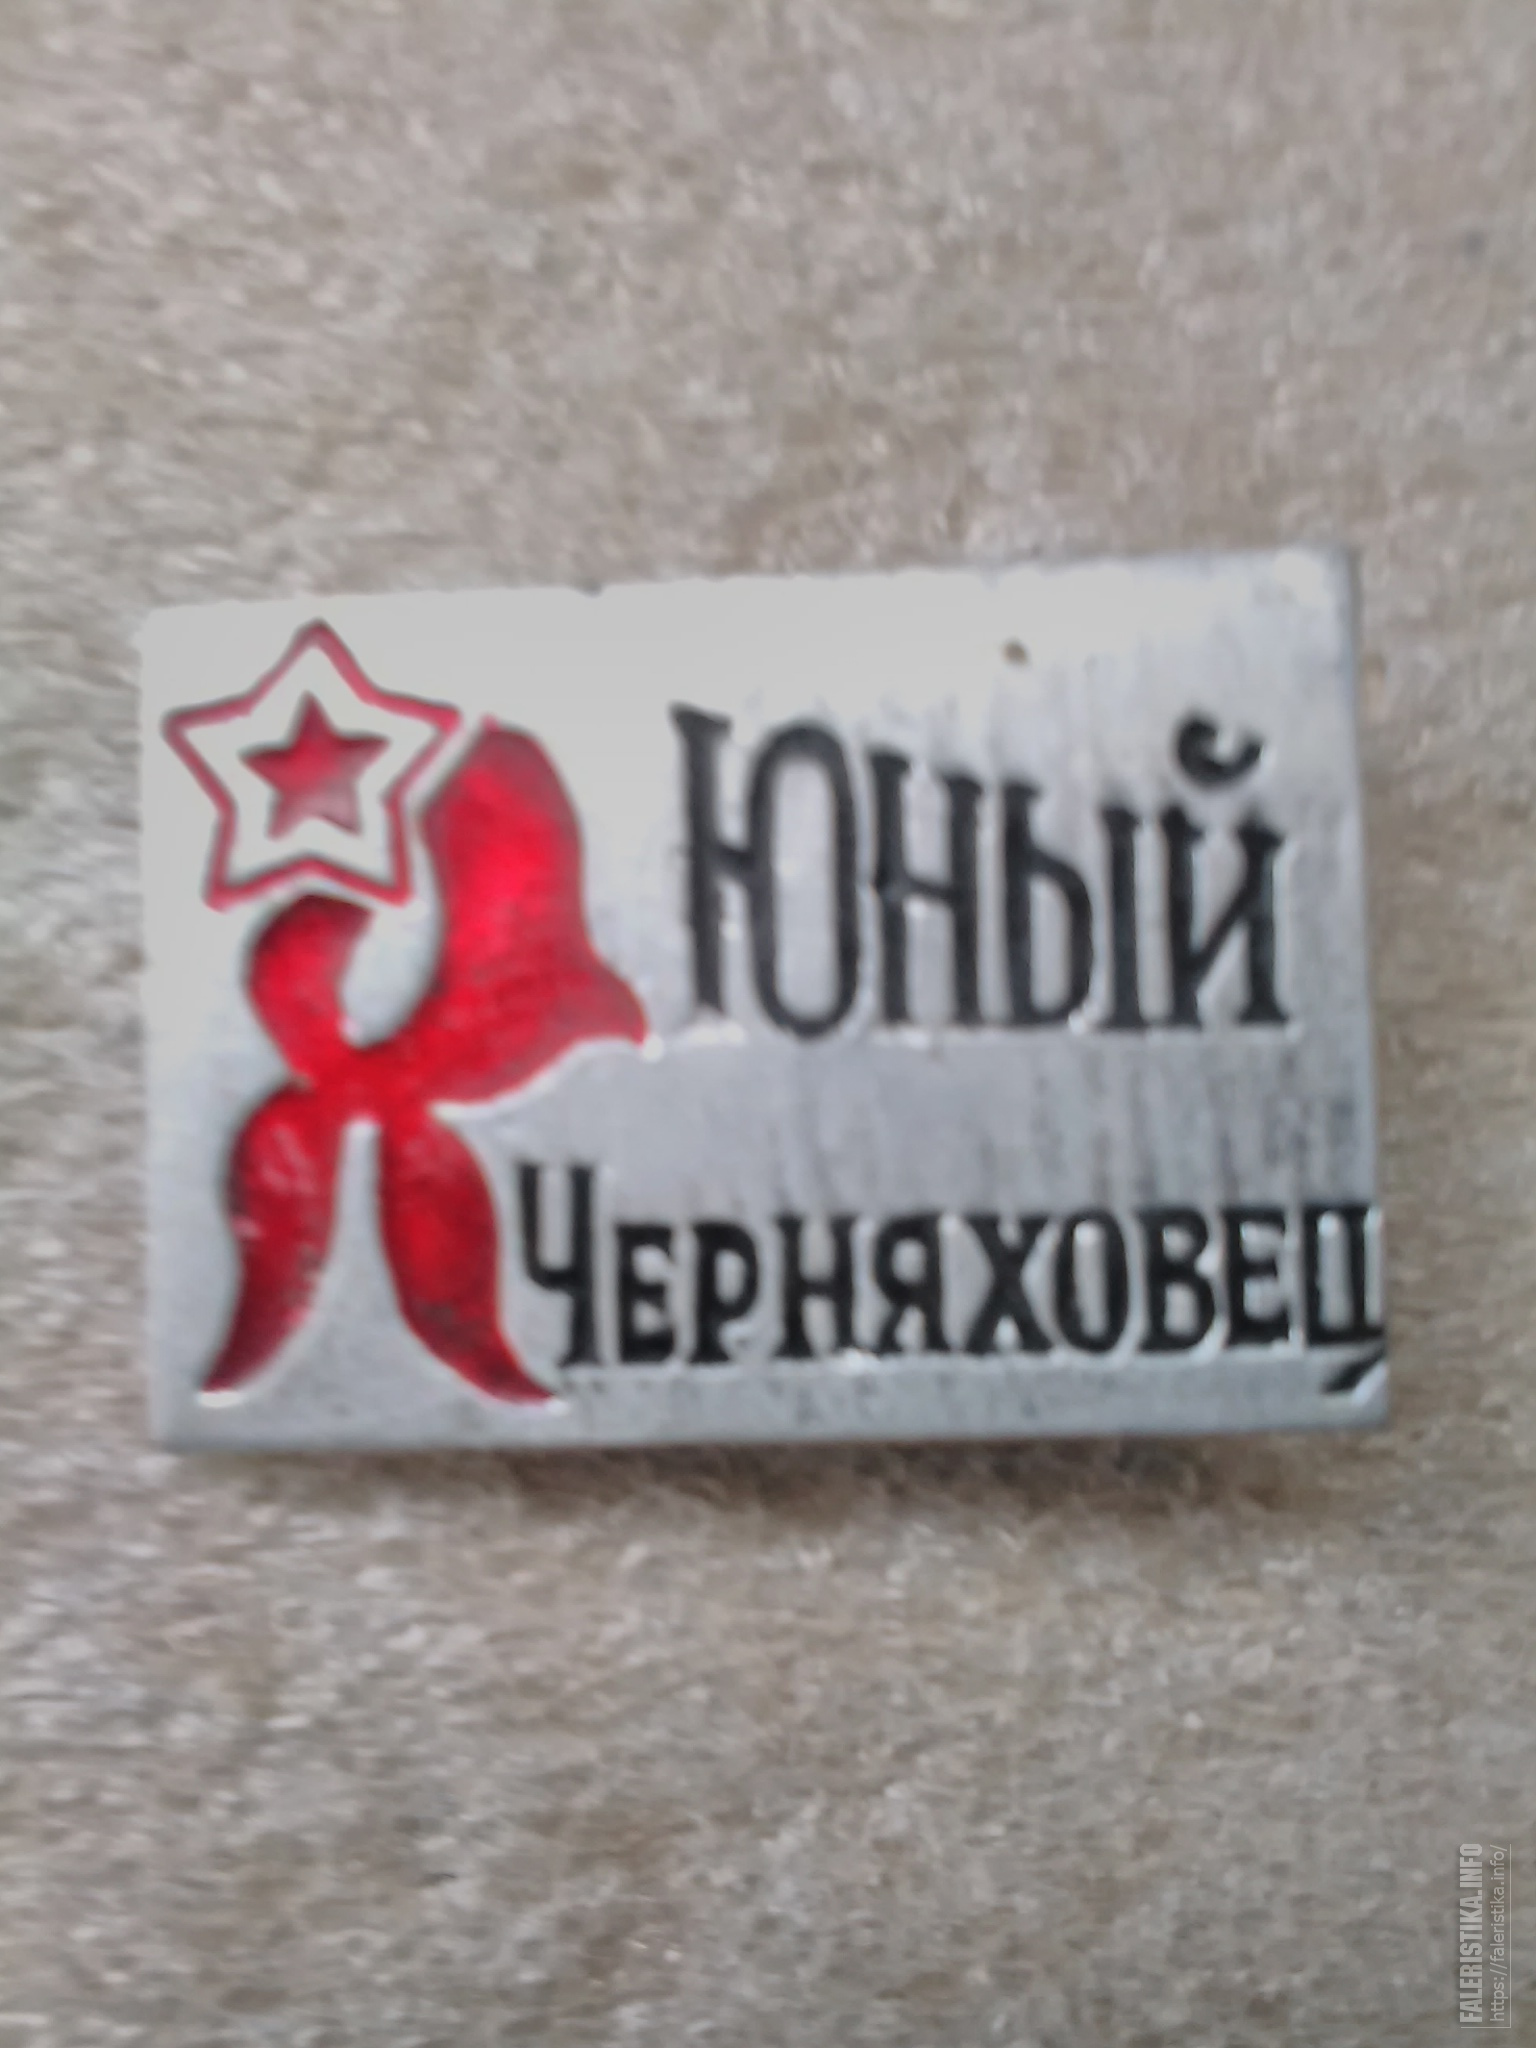 Юный
Черняховец
FALERISTIKA.INFO
https://faleristika.info/